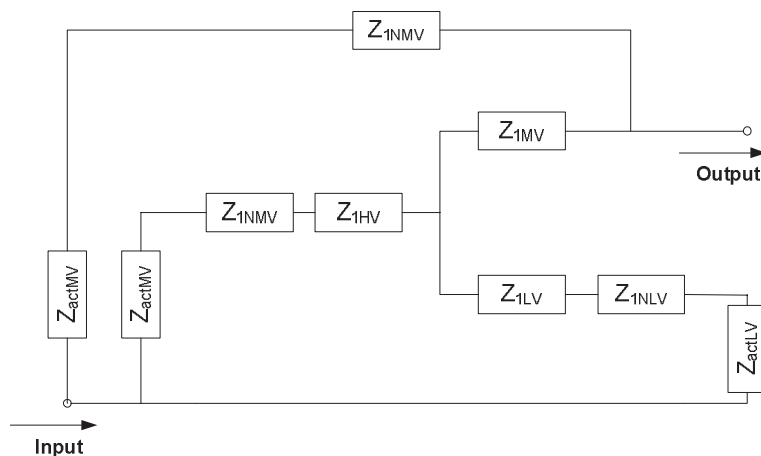 Z1NMV
Z1MV
Output
Z1NMV
Z1HV
ZactMV
ZactMV
Z1LV
Z1NLV
ZactLV
Input